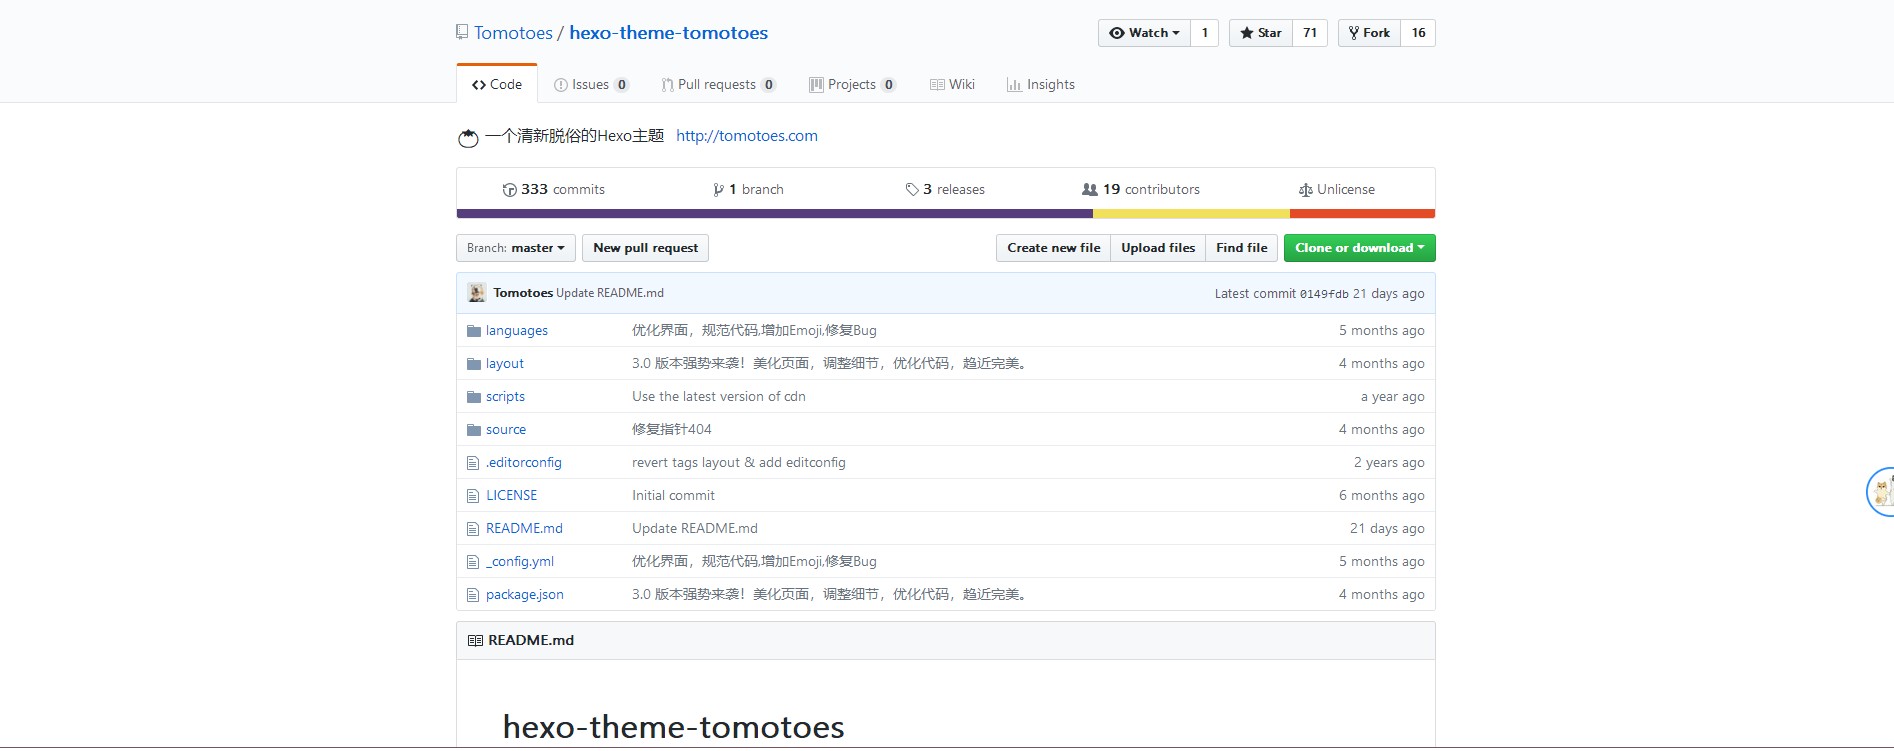 Tomotoes / hexo-theme-tomotoes Watch 1 Star 71 Fork 16
Code Issues 0 Pull requests 0 Projects 0 Wiki Insights
一个清新脱俗的Hexo主题 http://tomotoes.com
333 commits 1 branch 3 releases 19 contributors Unlicense
Branch: master New pull request Create new file Upload files Find file Clone or download
Tomotoes Update README.md Latest commit 0149fdb 21 days ago
languages 优化界面，规范代码,增加Emoji,修复Bug 5 months ago
layout 3.0 版本强势来袭！美化页面，调整细节，优化代码，趋近完美。 4 months ago
scripts Use the latest version of cdn a year ago
source 修复指针404 4 months ago
.editorconfig revert tags layout & add editconfig 2 years ago
LICENSE Initial commit 6 months ago
README.md Update README.md 21 days ago
_config.yml 优化界面，规范代码,增加Emoji,修复Bug 5 months ago
package.json 3.0 版本强势来袭！美化页面，调整细节，优化代码，趋近完美。 4 months ago
README.md
hexo-theme-tomotoes